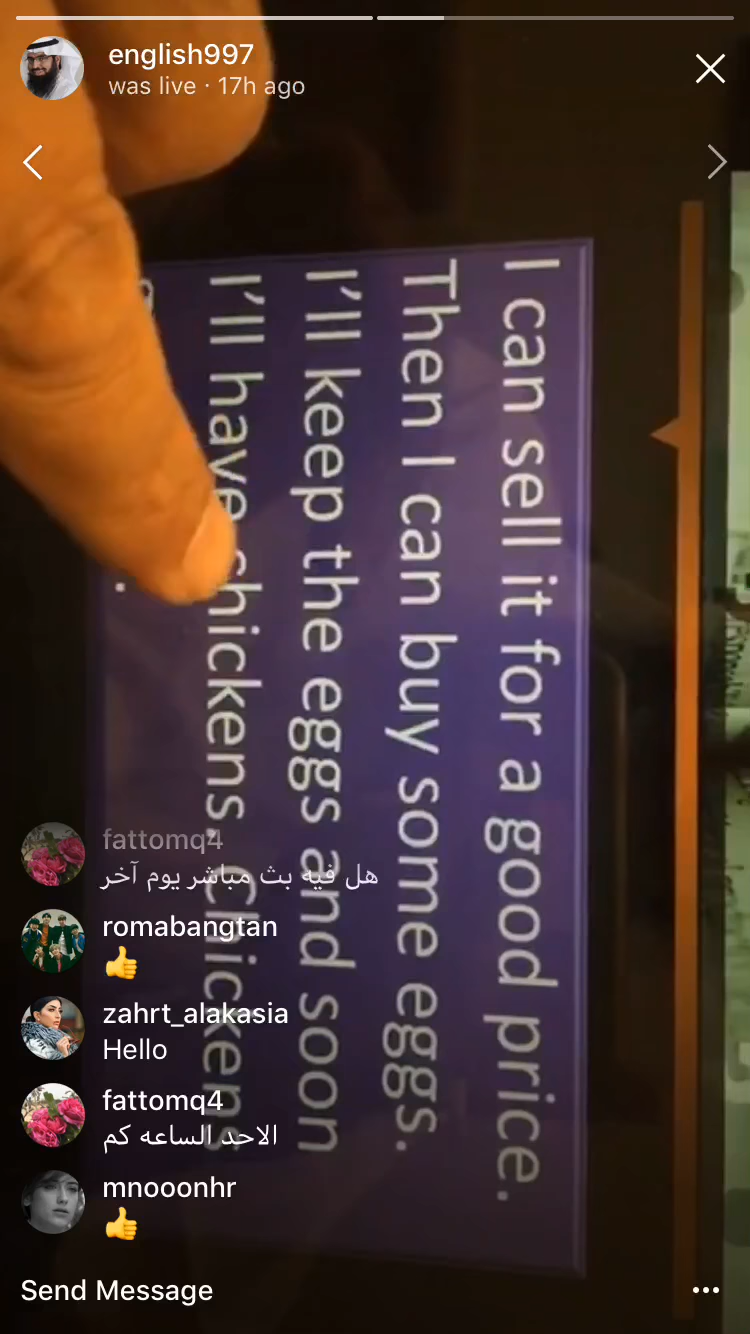 english997
was live · 17h ago
I can sell it for a good price.
Then I can buy some eggs.
I'll keep the eggs and soon
I'll have chickens. Chickens
fattomq4
هل فيه بث مباشر يوم آخر
romabangtan
👍
zahrt_alakasia
Hello
fattomq4
الاحد الساعه كم
mnooonhr
👍
Send Message